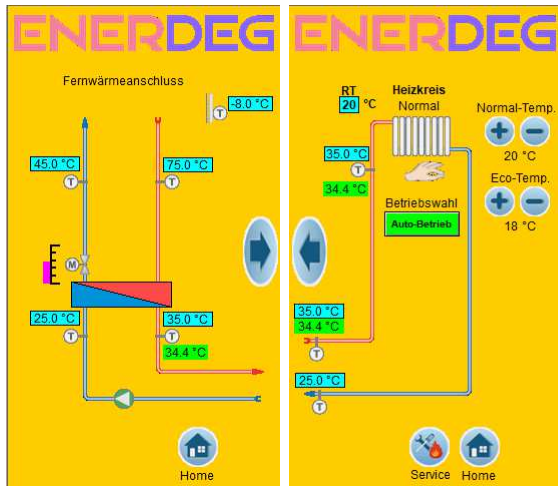 ENERDEG
Fernwärmeanschluss
-8.0 °C
T
45.0 °C
75.0 °C
T
T
M
25.0 °C
35.0 °C
T
T
34.4 °C
Home
ENERDEG
RT
20 °C
Heizkreis
Normal
Normal-Temp.
20 °C
35.0 °C
T
34.4 °C
Eco-Temp.
18 °C
Betriebswahl
Auto-Betrieb
35.0 °C
34.4 °C
T
25.0 °C
T
Service
Home